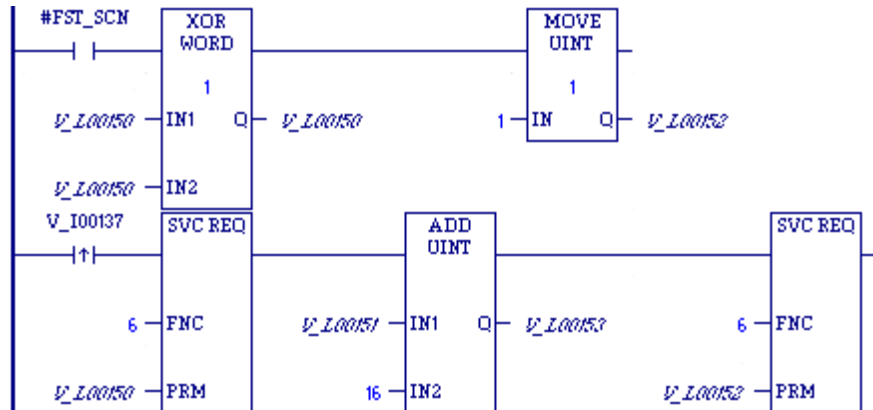 #FST_SCN XOR WORD MOVE UINT
1 1
V_L00150 IN1 Q V_L00150 1 IN Q V_L00152
V_L00150 IN2
V_I00137 SVC REQ ADD UINT SVC REQ
6 FNC V_L00151 IN1 Q V_L00153 6 FNC
V_L00150 PRM 16 IN2 V_L00152 PRM